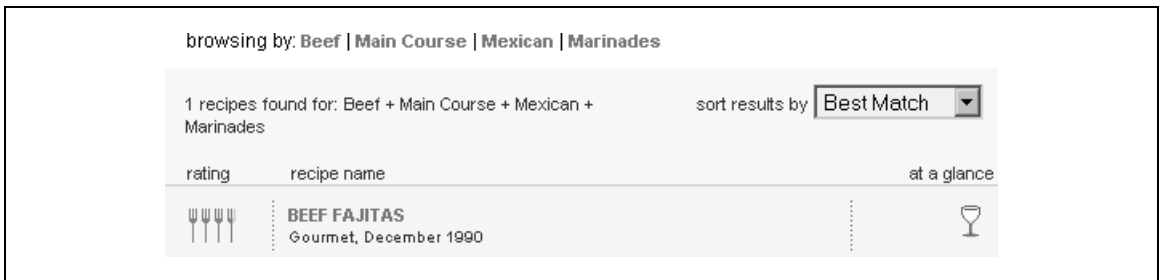 browsing by: Beef | Main Course | Mexican | Marinades
1 recipes found for: Beef + Main Course + Mexican +
Marinades
sort results by Best Match
rating recipe name at a glance
BEEF FAJITAS
Gourmet, December 1990